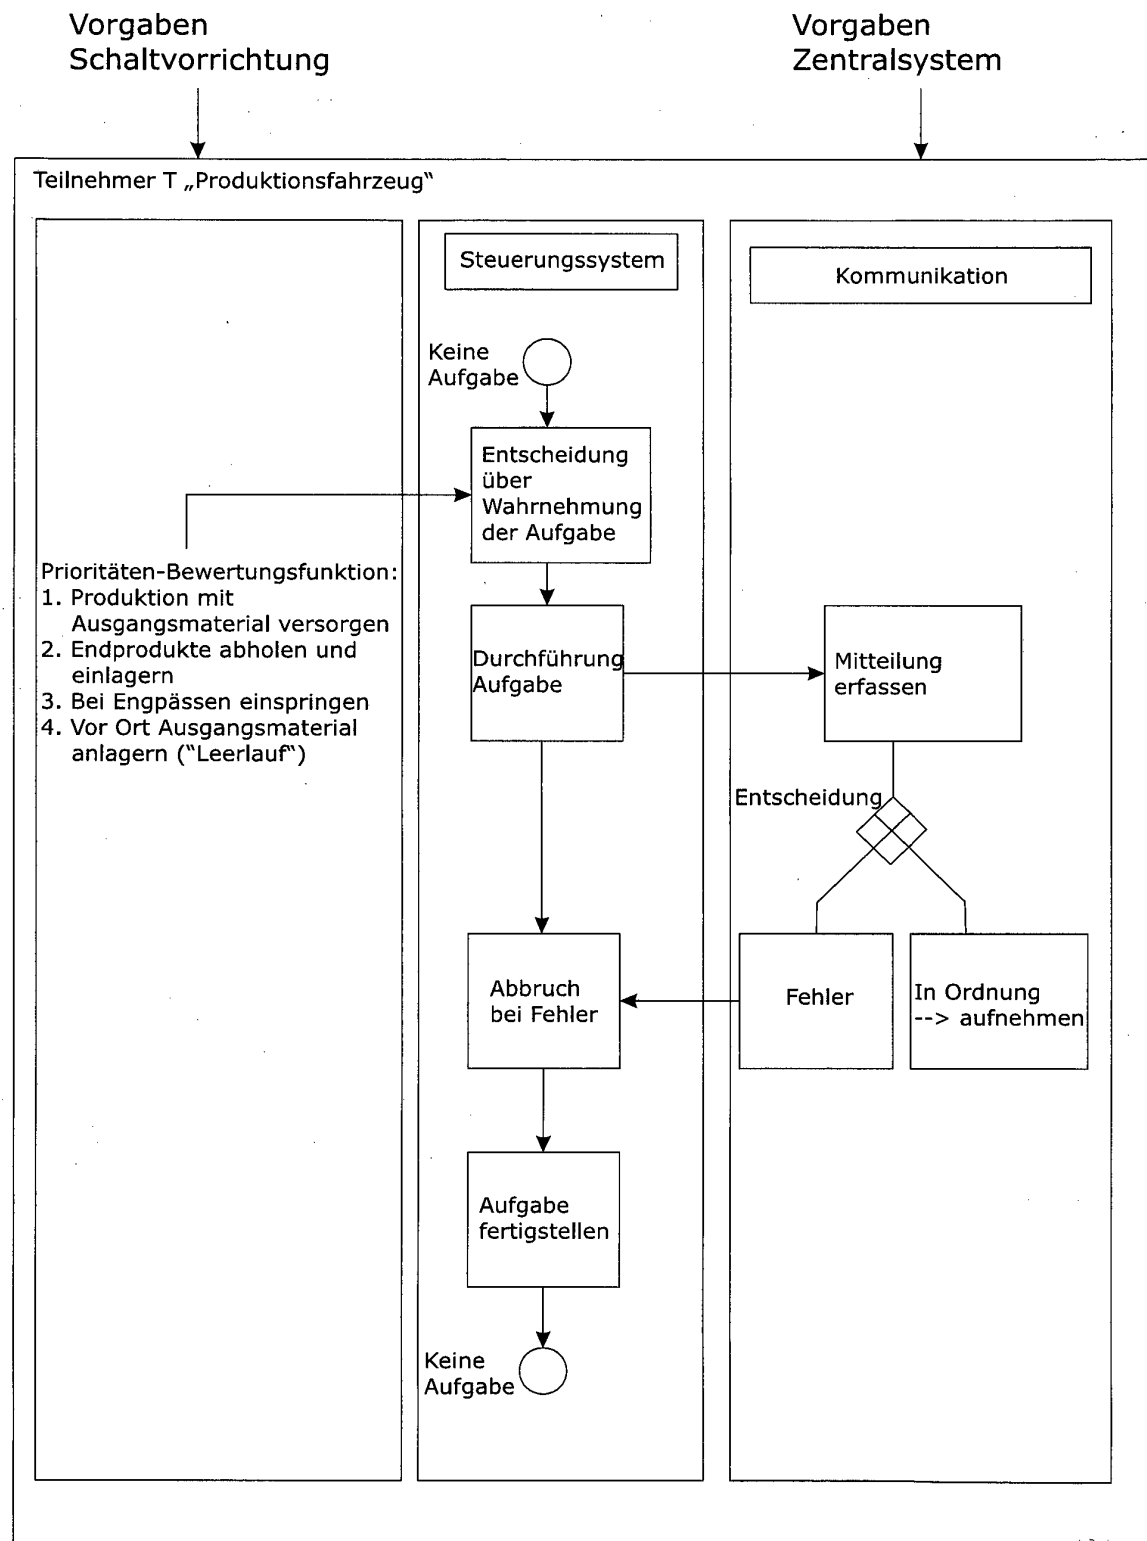 Vorgaben
Schaltvorrichtung
Vorgaben
Zentralsystem
Teilnehmer T „Produktionsfahrzeug“
Steuerungssystem
Kommunikation
Keine
Aufgabe
Entscheidung
über
Wahrnehmung
der Aufgabe
Prioritäten-Bewertungsfunktion:
1. Produktion mit
Ausgangsmaterial versorgen
2. Endprodukte abholen und
einlagern
3. Bei Engpässen einspringen
4. Vor Ort Ausgangsmaterial
anlagern (“Leerlauf“)
Durchführung
Aufgabe
Mitteilung
erfassen
Entscheidung
Abbruch
bei Fehler
Fehler
In Ordnung
--> aufnehmen
Aufgabe
fertigstellen
Keine
Aufgabe